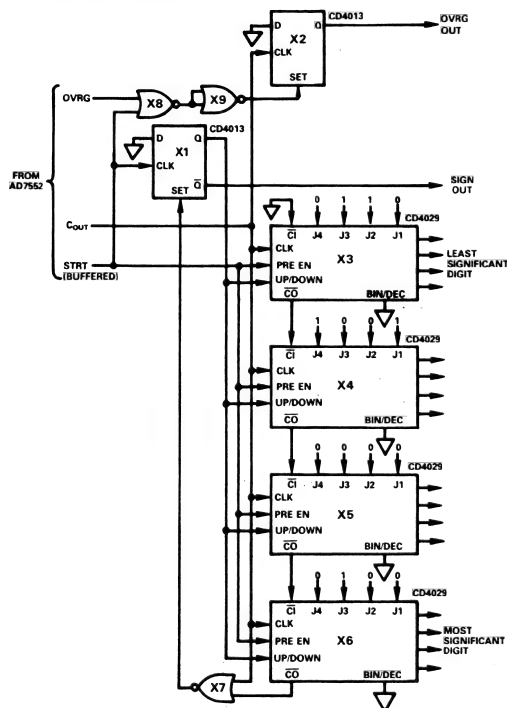 D
Q̅
CD4013
X2
CLK
SET
OVRG
OUT
OVRG
X8
X9
CD4013
D
Q
X1
CLK
SET
Q̅
FROM
AD7552
SIGN
OUT
COUT
STRT
(BUFFERED)
0 1 1 0
CD4029
C̅I̅ J4 J3 J2 J1
CLK
X3
PRE EN
UP/DOWN
C̅O̅
BIN/DEC
LEAST
SIGNIFICANT
DIGIT
1 0 0 1
CD4029
C̅I̅ J4 J3 J2 J1
CLK
X4
PRE EN
UP/DOWN
C̅O̅
BIN/DEC
0 0 0 0
CD4029
C̅I̅ J4 J3 J2 J1
CLK
X5
PRE EN
UP/DOWN
C̅O̅
BIN/DEC
0 1 0 0
CD4029
C̅I̅ J4 J3 J2 J1
CLK
X6
PRE EN
UP/DOWN
C̅O̅
BIN/DEC
MOST
SIGNIFICANT
DIGIT
X7